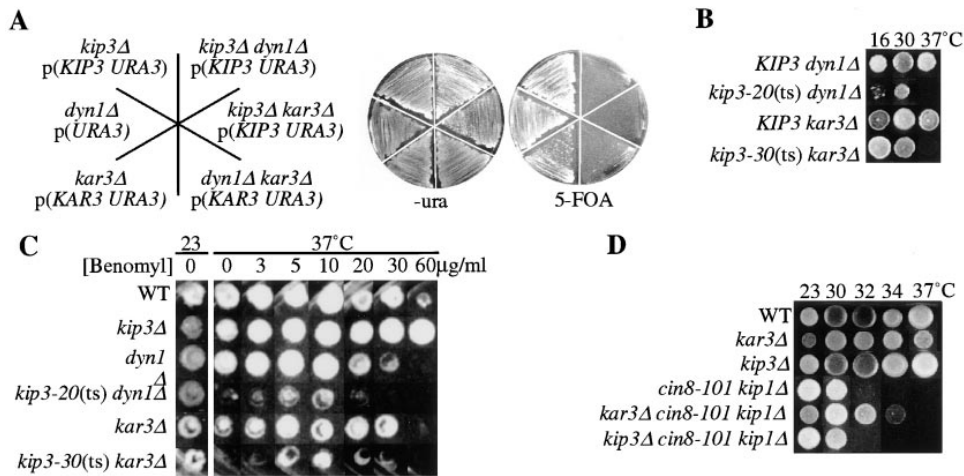 A
kip3Δ
p(KIP3 URA3)
kip3Δ dyn1Δ
p(KIP3 URA3)
dyn1Δ
p(URA3)
kip3Δ kar3Δ
p(KIP3 URA3)
kar3Δ
p(KAR3 URA3)
dyn1Δ kar3Δ
p(KAR3 URA3)
-ura
5-FOA
B
16 30 37˚C
KIP3 dyn1Δ
kip3-20(ts) dyn1Δ
KIP3 kar3Δ
kip3-30(ts) kar3Δ
C
23 37˚C
[Benomyl] 0 0 3 5 10 20 30 60μg/ml
WT
kip3Δ
dyn1
Δ
kip3-20(ts) dyn1Δ
kar3Δ
kip3-30(ts) kar3Δ
D
23 30 32 34 37˚C
WT
kar3Δ
kip3Δ
cin8-101 kip1Δ
kar3Δ cin8-101 kip1Δ
kip3Δ cin8-101 kip1Δ